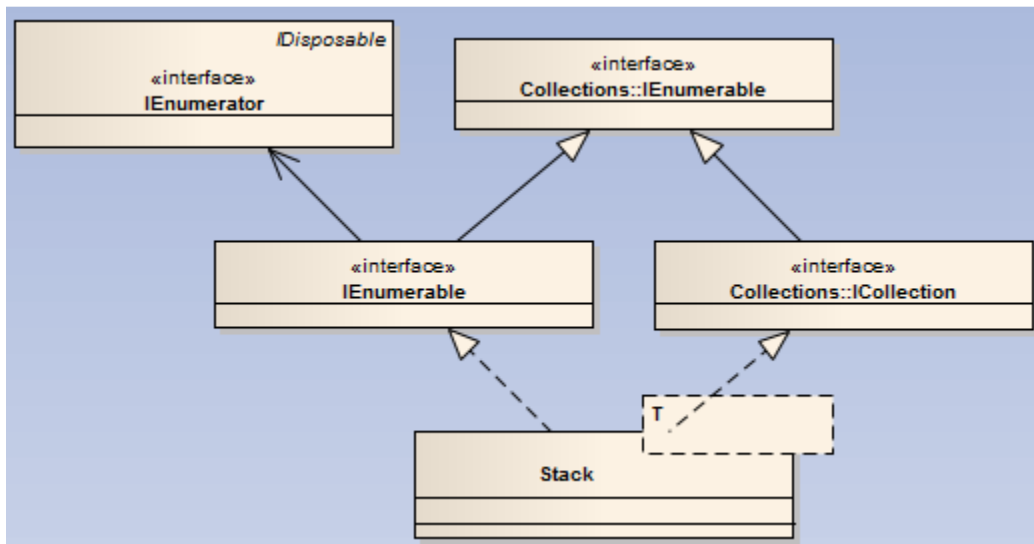 IDisposable
«interface»
IEnumerator
«interface»
Collections::IEnumerable
«interface»
IEnumerable
«interface»
Collections::ICollection
T
Stack